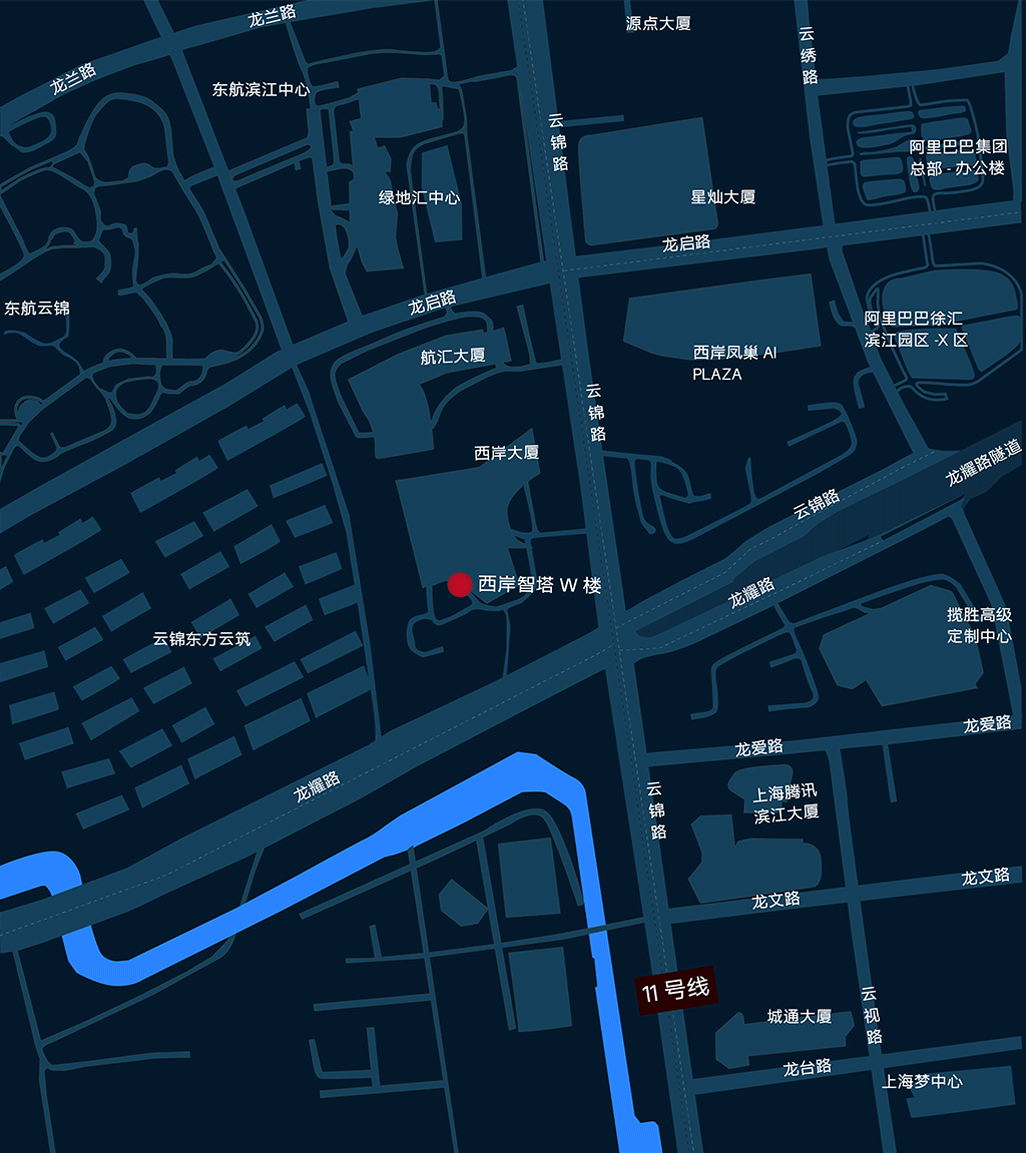 龙兰路
源点大厦
云绣路
龙兰路
东航滨江中心
云锦路
阿里巴巴集团
总部 - 办公楼
绿地汇中心
星灿大厦
龙启路
龙启路
东航云锦
阿里巴巴徐汇
滨江园区 -X 区
航汇大厦
西岸凤巢 AI
PLAZA
云锦路
西岸大厦
龙耀路隧道
云锦路
西岸智塔 W 楼
龙耀路
揽胜高级
定制中心
云锦东方云筑
龙爱路
龙爱路
龙耀路
云锦路
上海腾讯
滨江大厦
龙文路
龙文路
11 号线
云视路
城通大厦
龙台路
上海梦中心